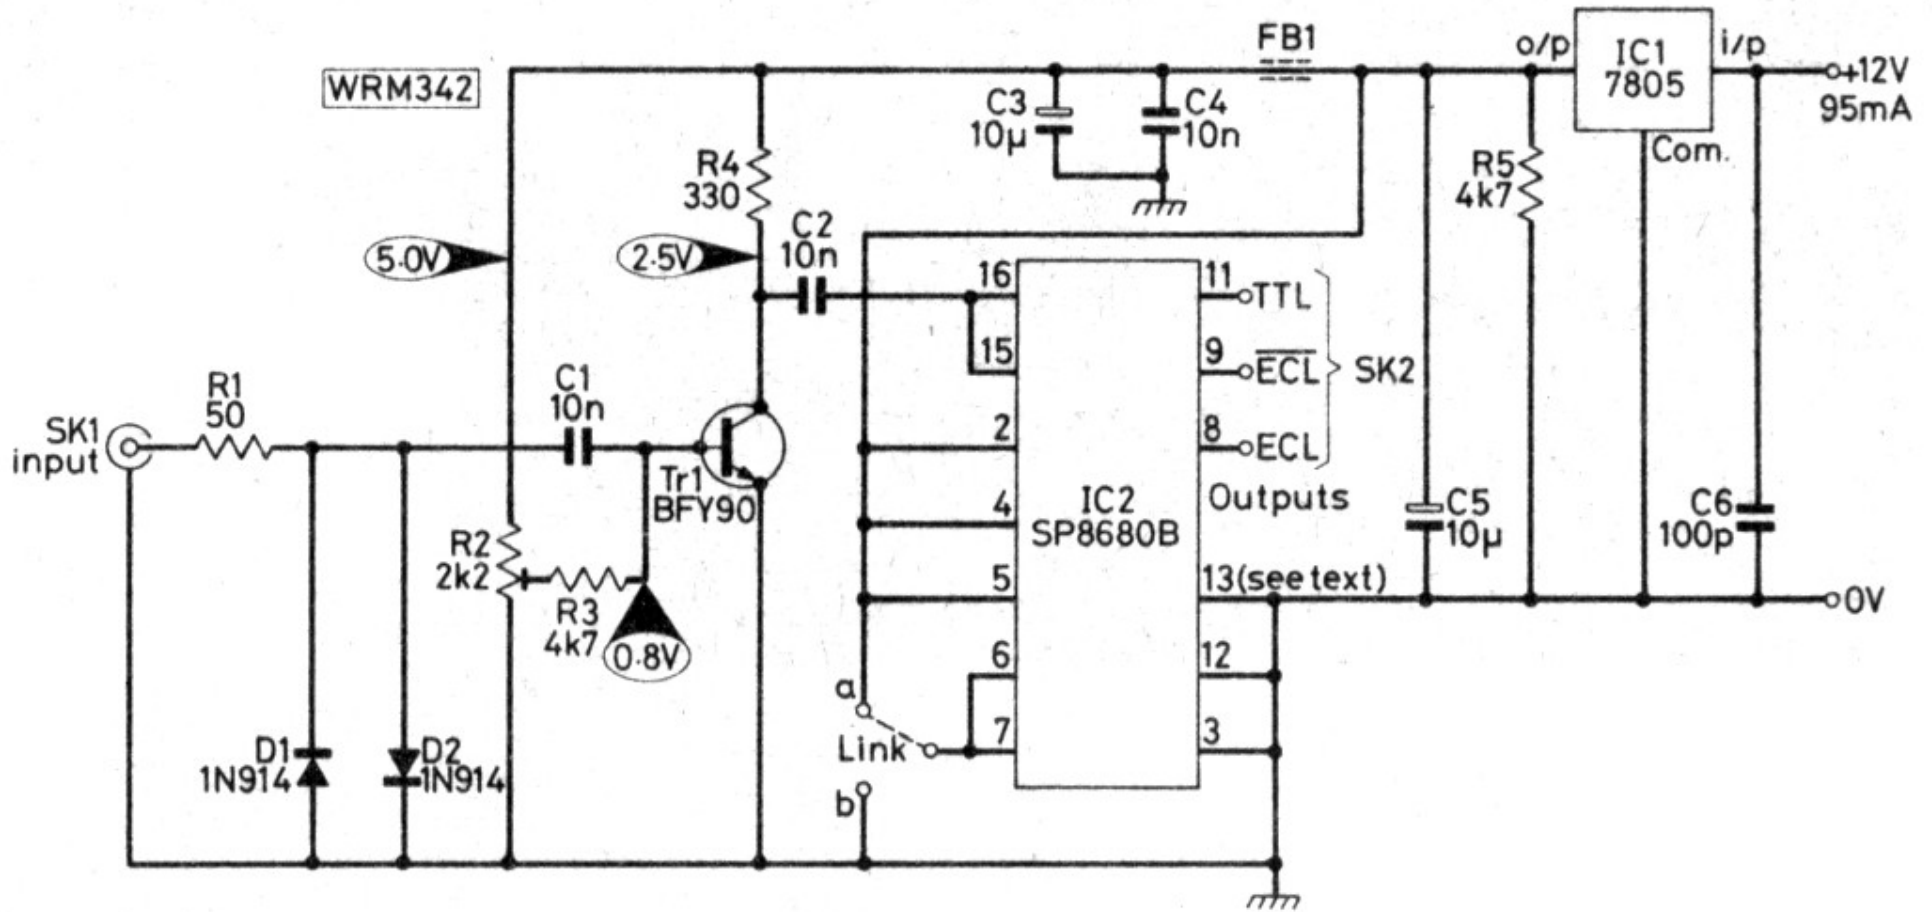 WRM342
FB1
o/p
IC1
7805
i/p
+12V
95mA
Com.
C3
10µ
C4
10n
R4
330
R5
4k7
5·0V
2·5V
C2
10n
16
15
2
4
5
6
7
11
TTL
9
ECL
8
ECL
SK2
Outputs
IC2
SP8680B
13(see text)
12
3
R1
50
SK1
input
C1
10n
Tr1
BFY90
R2
2k2
R3
4k7
0·8V
C5
10µ
C6
100p
0V
a
Link
b
D1
1N914
D2
1N914